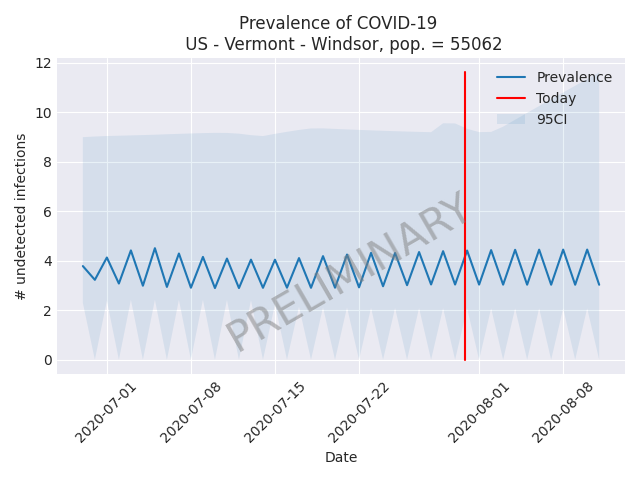 Prevalence of COVID-19
US - Vermont - Windsor, pop. = 55062
12
10
8
6
4
2
0
# undetected infections
Prevalence
Today
95CI
PRELIMINARY
2020-07-01
2020-07-08
2020-07-15
2020-07-22
2020-08-01
2020-08-08
Date